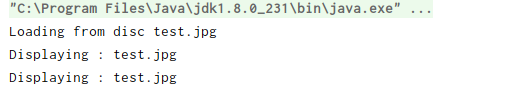 "C:\Program Files\Java\jdk1.8.0_231\bin\java.exe" ...
Loading from disc test.jpg
Displaying : test.jpg
Displaying : test.jpg